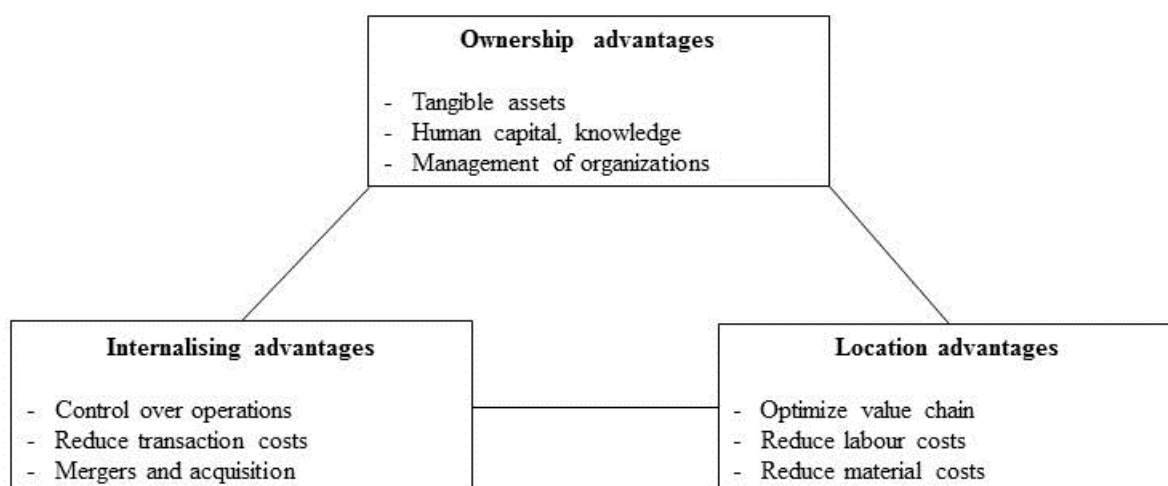 Ownership advantages
- Tangible assets
- Human capital, knowledge
- Management of organizations
Internalising advantages
- Control over operations
- Reduce transaction costs
- Mergers and acquisition
Location advantages
- Optimize value chain
- Reduce labour costs
- Reduce material costs